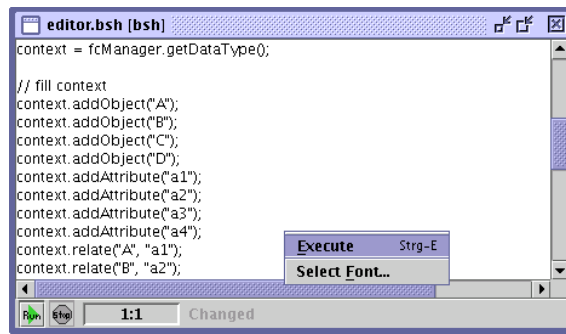 editor.bsh [bsh]
context = fcManager.getDataType();
// fill context
context.addObject("A");
context.addObject("B");
context.addObject("C");
context.addObject("D");
context.addAttribute("a1");
context.addAttribute("a2");
context.addAttribute("a3");
context.addAttribute("a4");
context.relate("A", "a1");
context.relate("B", "a2");
Execute Strg-E
Select Font...
Run Stop 1:1 Changed